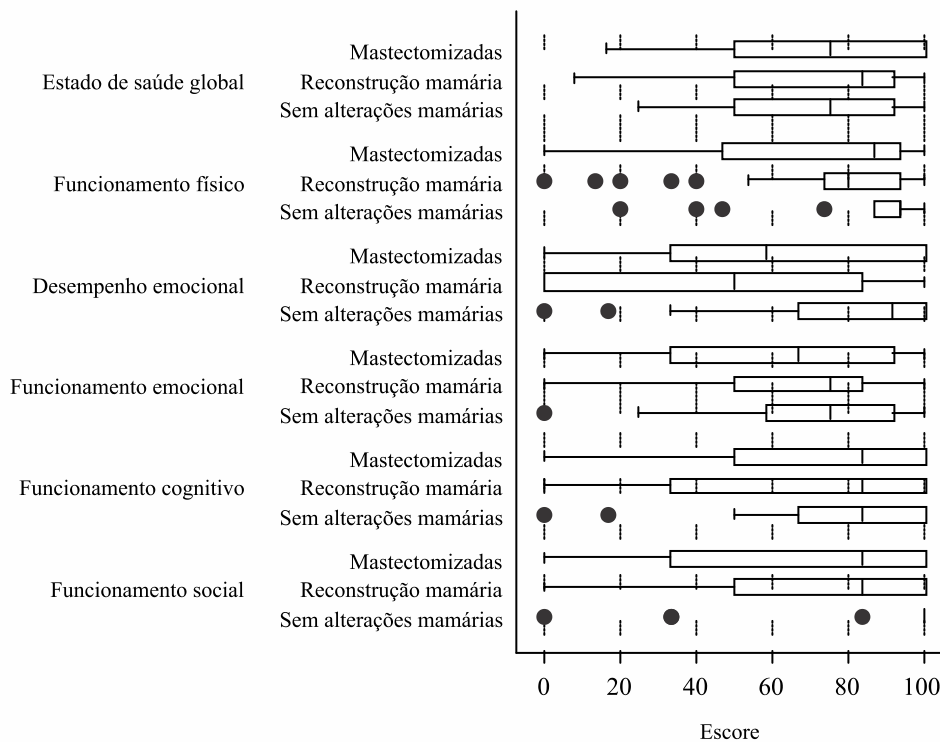 Mastectomizadas
Estado de saúde global
Reconstrução mamária
Sem alterações mamárias
Mastectomizadas
Funcionamento físico
Reconstrução mamária
Sem alterações mamárias
Mastectomizadas
Desempenho emocional
Reconstrução mamária
Sem alterações mamárias
Mastectomizadas
Funcionamento emocional
Reconstrução mamária
Sem alterações mamárias
Mastectomizadas
Funcionamento cognitivo
Reconstrução mamária
Sem alterações mamárias
Mastectomizadas
Funcionamento social
Reconstrução mamária
Sem alterações mamárias
0 20 40 60 80 100
Escore